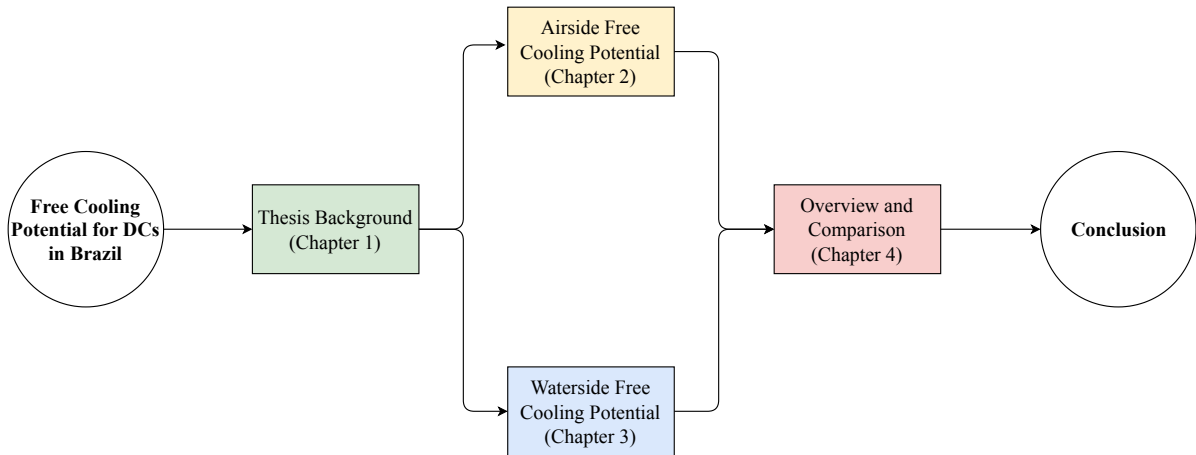 Free Cooling
Potential for DCs
in Brazil
Thesis Background
(Chapter 1)
Airside Free
Cooling Potential
(Chapter 2)
Waterside Free
Cooling Potential
(Chapter 3)
Overview and
Comparison
(Chapter 4)
Conclusion